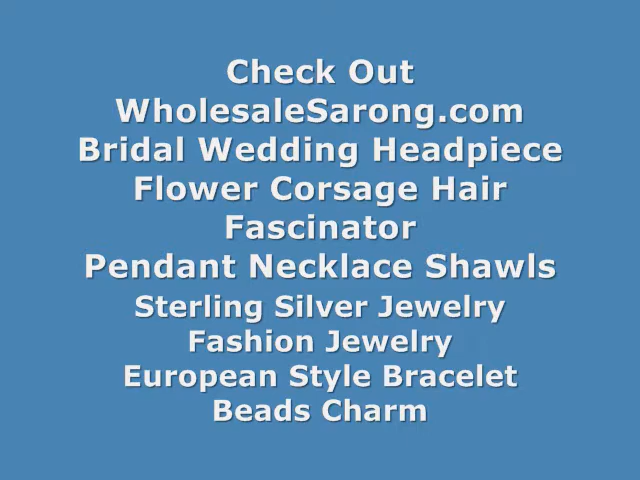 Check Out
WholesaleSarong.com
Bridal Wedding Headpiece
Flower Corsage Hair
Fascinator
Pendant Necklace Shawls
Sterling Silver Jewelry
Fashion Jewelry
European Style Bracelet
Beads Charm